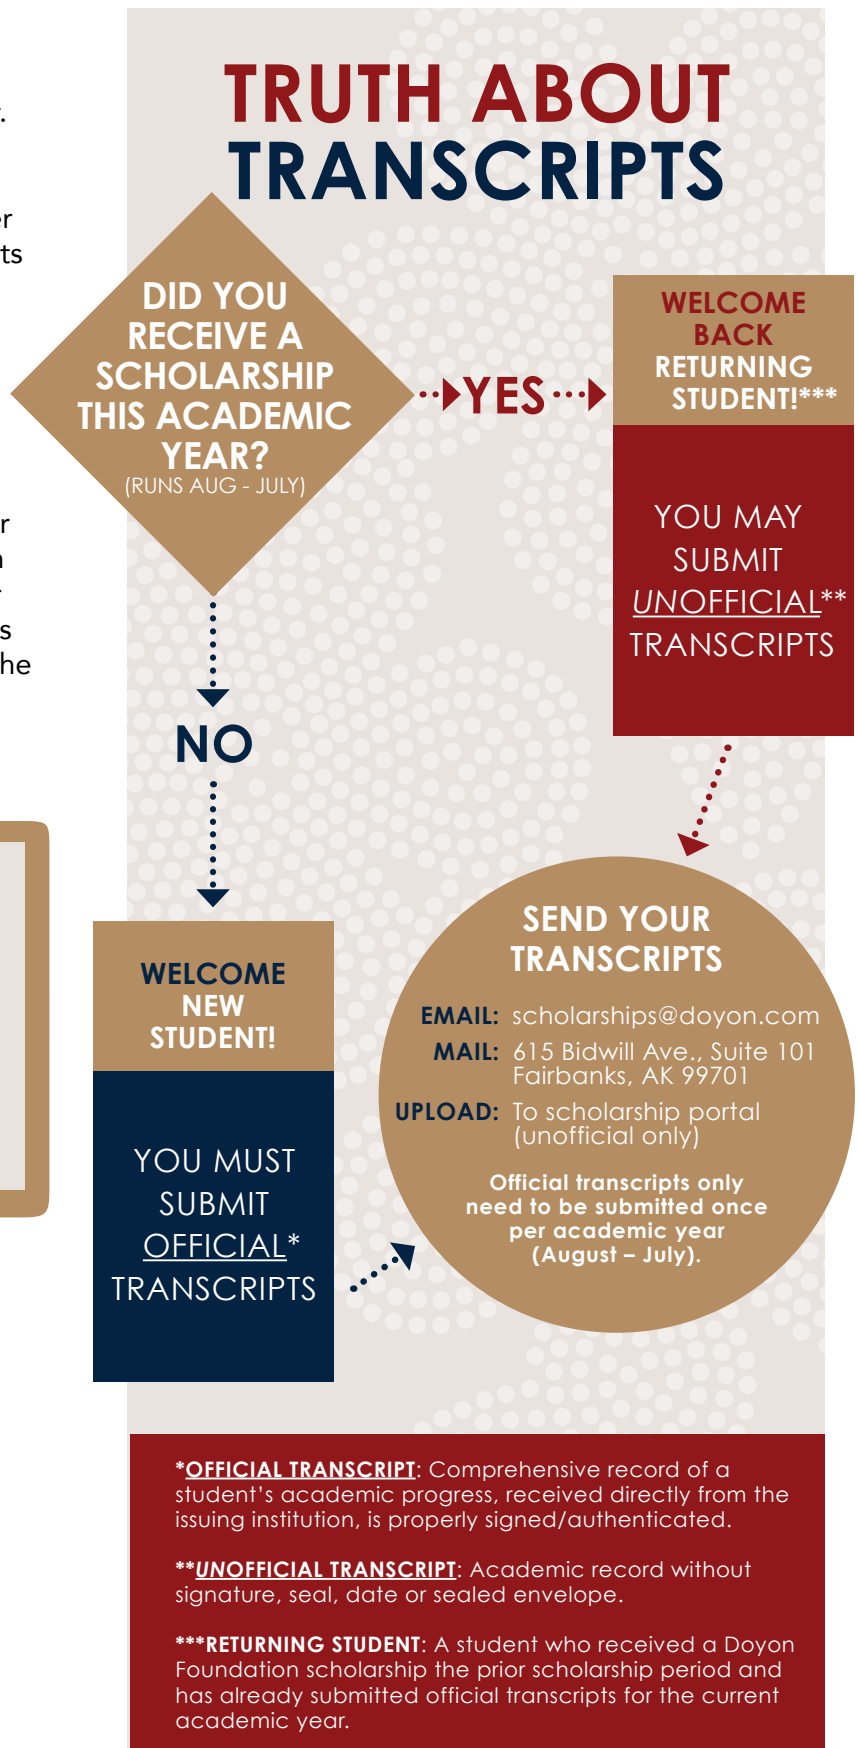 TRUTH ABOUT
TRANSCRIPTS
DID YOU
RECEIVE A
SCHOLARSHIP
THIS ACADEMIC
YEAR?
(RUNS AUG - JULY)
YES
WELCOME
BACK
RETURNING
STUDENT!***
YOU MAY
SUBMIT
UNOFFICIAL**
TRANSCRIPTS
NO
WELCOME
NEW
STUDENT!
YOU MUST
SUBMIT
OFFICIAL*
TRANSCRIPTS
SEND YOUR
TRANSCRIPTS
EMAIL: scholarships@doyon.com
MAIL: 615 Bidwill Ave., Suite 101
Fairbanks, AK 99701
UPLOAD: To scholarship portal
(unofficial only)
Official transcripts only
need to be submitted once
per academic year
(August – July).
*OFFICIAL TRANSCRIPT: Comprehensive record of a
student's academic progress, received directly from the
issuing institution, is properly signed/authenticated.
**UNOFFICIAL TRANSCRIPT: Academic record without
signature, seal, date or sealed envelope.
***RETURNING STUDENT: A student who received a Doyon
Foundation scholarship the prior scholarship period and
has already submitted official transcripts for the current
academic year.